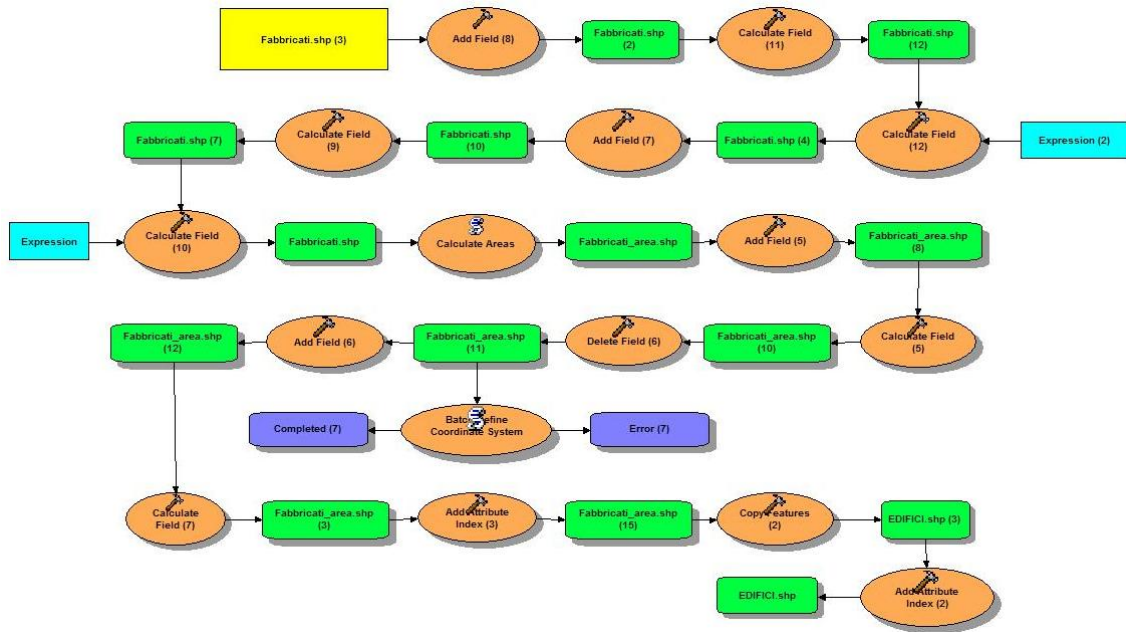 Fabbricati.shp (3)
Add Field (8)
Fabbricati.shp
(2)
Calculate Field
(11)
Fabbricati.shp
(12)
Fabbricati.shp (7)
Calculate Field
(9)
Fabbricati.shp
(10)
Add Field (7)
Fabbricati.shp (4)
Calculate Field
(12)
Expression (2)
Expression
Calculate Field
(10)
Fabbricati.shp
Calculate Areas
Fabbricati_area.shp
Add Field (5)
Fabbricati_area.shp
(8)
Fabbricati_area.shp
(12)
Add Field (6)
Fabbricati_area.shp
(11)
Delete Field (6)
Fabbricati_area.shp
(10)
Calculate Field
(5)
Completed (7)
Batch Define
Coordinate System
Error (7)
Calculate
Field (7)
Fabbricati_area.shp
(3)
Add Attribute
Index (3)
Fabbricati_area.shp
(15)
Copy Features
(2)
EDIFICI.shp (3)
EDIFICI.shp
Add Attribute
Index (2)